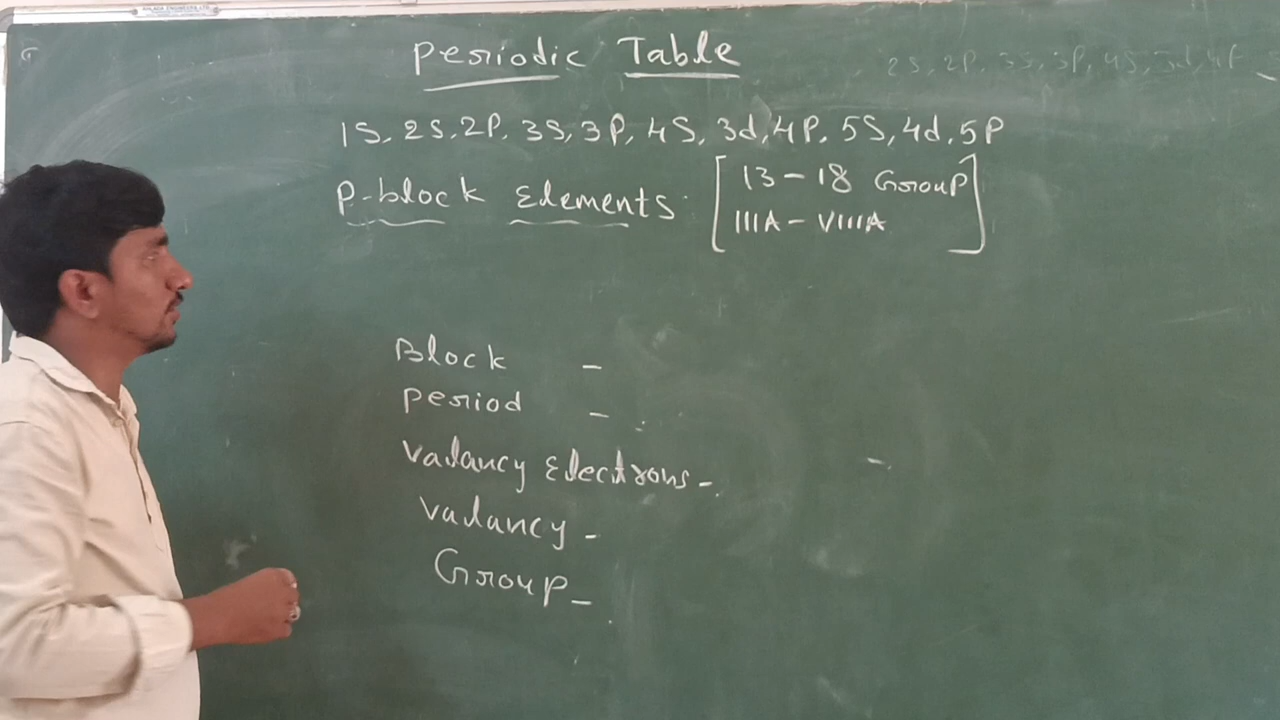 Periodic Table
2S, 2P, 3S, 3P, 4S, 3d, 4f
1S, 2S, 2P, 3S, 3P, 4S, 3d, 4P, 5S, 4d, 5P
P-block Elements
13 - 18 Group
IIIA - VIIIA
Block -
Period -
Valancy Electrons -
Valancy -
Group -